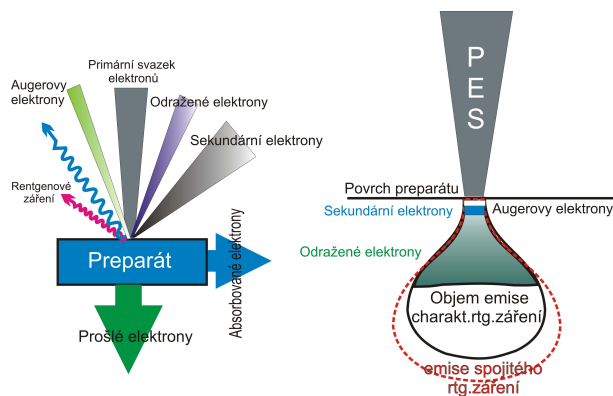 Primární svazek
elektronů
Augerovy
elektrony
Odražené elektrony
Sekundární elektrony
Rentgenové
záření
Preparát
Absorbované elektrony
Prošlé elektrony
PES
Povrch preparátu
Sekundární elektrony
Augerovy elektrony
Odražené elektrony
Objem emise
charakt.rtg.záření
emise spojitého
rtg.záření